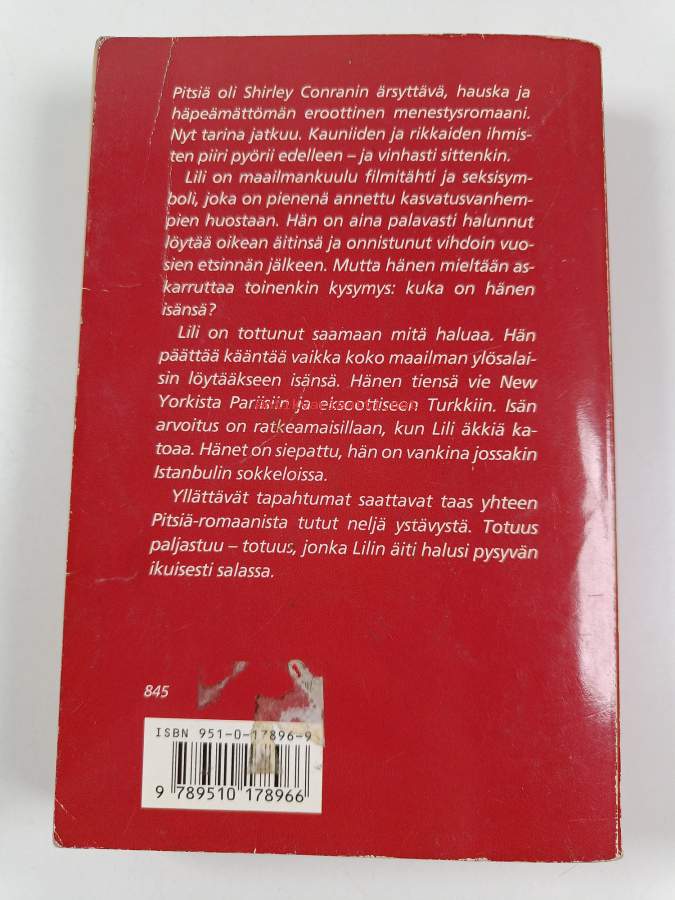 Pitsiä oli Shirley Conranin ärsyttävä, hauska ja
häpeämättömän eroottinen menestysromaani.
Nyt tarina jatkuu. Kauniiden ja rikkaiden ihmis-
ten piiri pyörii edelleen – ja vinhasti sittenkin.
Lili on maailmankuulu filmitähti ja seksisym-
boli, joka on pienenä annettu kasvatusvanhem-
pien huostaan. Hän on aina palavasti halunnut
löytää oikean äitinsä ja onnistunut vihdoin vuo-
sien etsinnän jälkeen. Mutta hänen mieltään as-
karruttaa toinenkin kysymys: kuka on hänen
isänsä?
Lili on tottunut saamaan mitä haluaa. Hän
päättää kääntää vaikka koko maailman ylösalai-
sin löytääkseen isänsä. Hänen tiensä vie New
Yorkista Pariisiin ja eksoottiseen Turkkiin. Isän
arvoitus on ratkeamaisillaan, kun Lili äkkiä ka-
toaa. Hänet on siepattu, hän on vankina jossakin
Istanbulin sokkeloissa.
Yllättävät tapahtumat saattavat taas yhteen
Pitsiä-romaanista tutut neljä ystävystä. Totuus
paljastuu – totuus, jonka Lilin äiti halusi pysyvän
ikuisesti salassa.
845
ISBN 951-0-17896-9
9 789510 178966